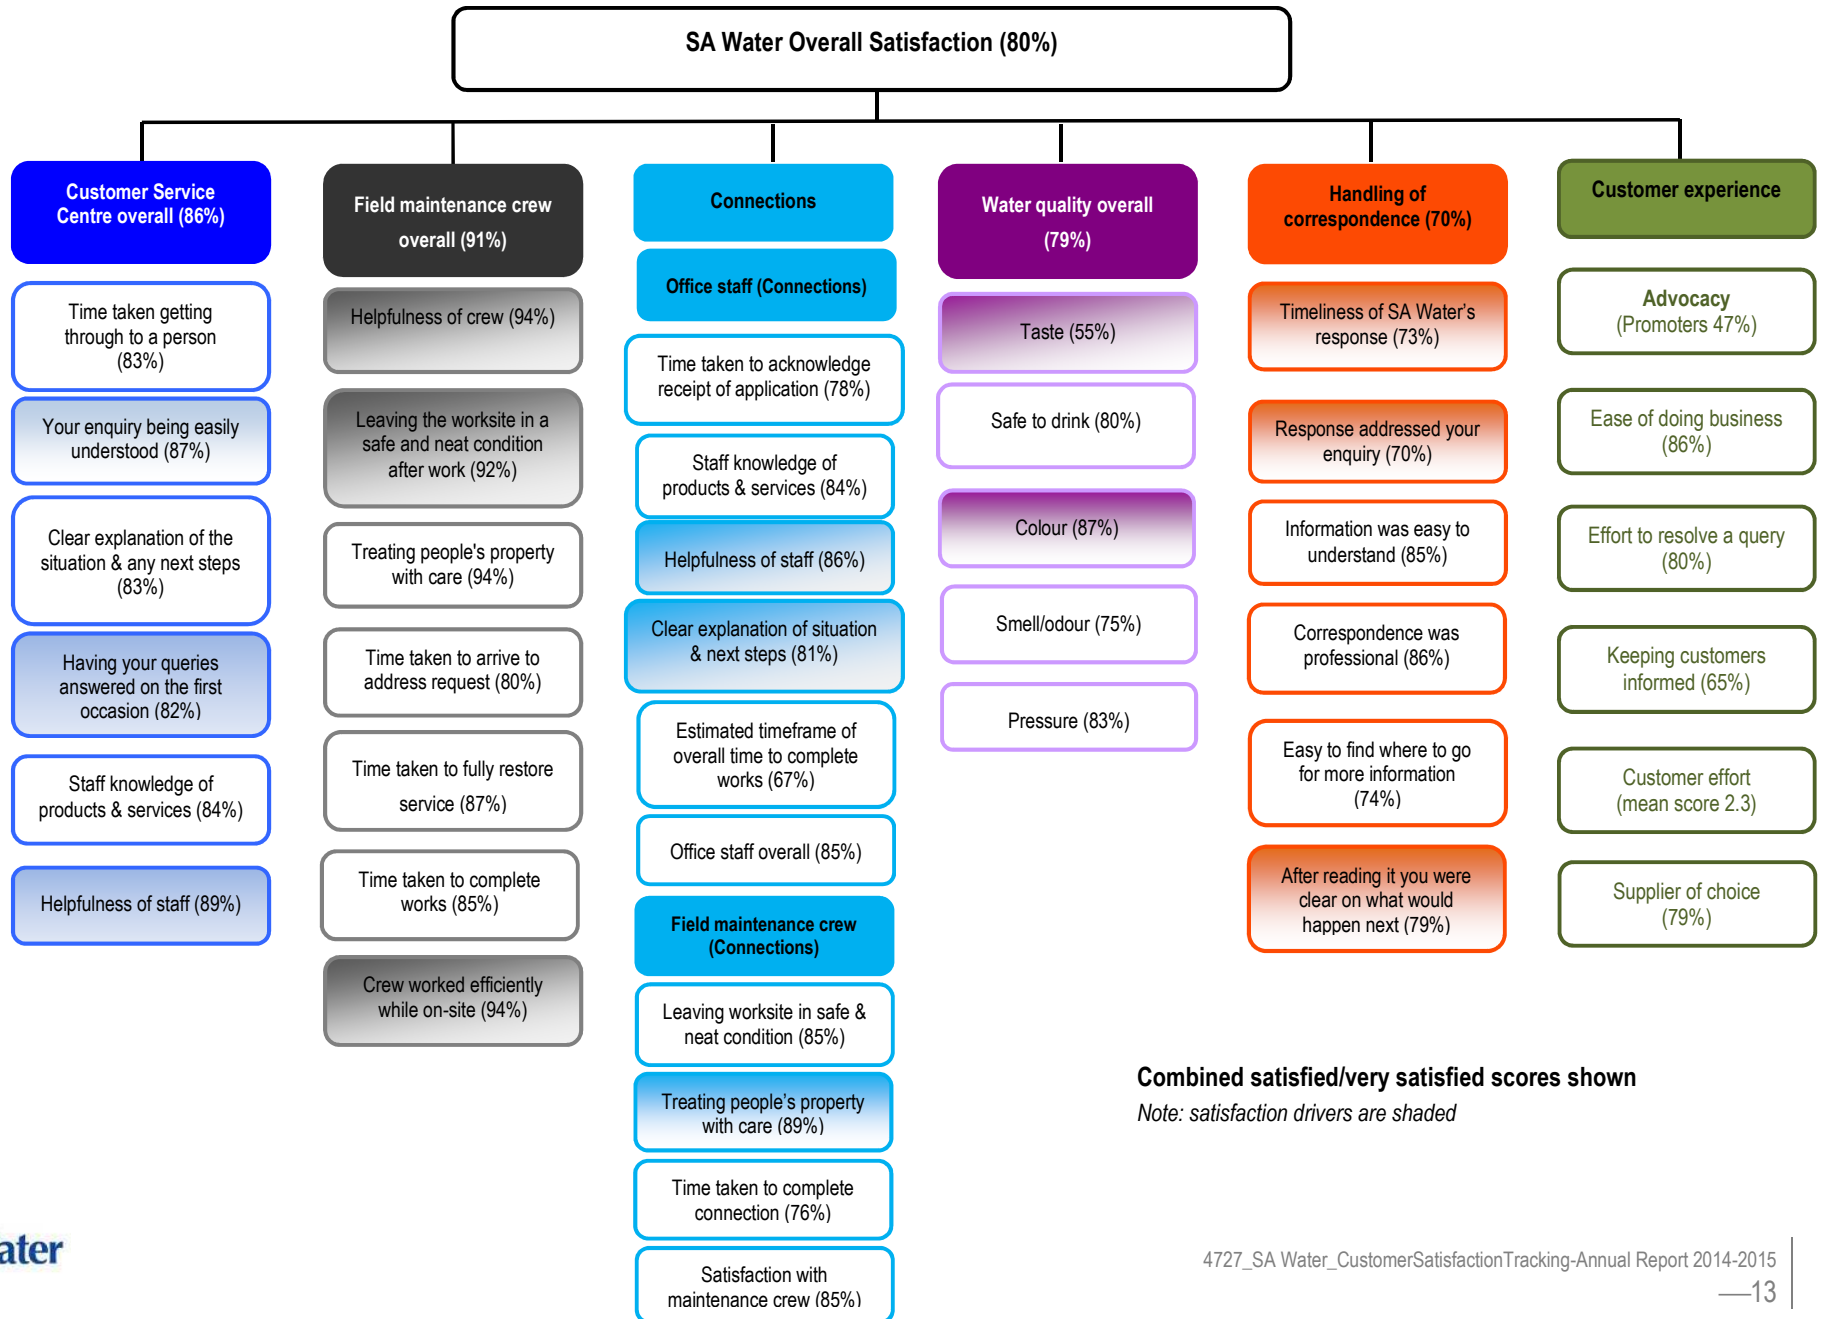 SA Water Overall Satisfaction (80%)
Customer Service
Centre overall (86%)
Time taken getting
through to a person
(83%)
Your enquiry being easily
understood (87%)
Clear explanation of the
situation & any next steps
(83%)
Having your queries
answered on the first
occasion (82%)
Staff knowledge of
products & services (84%)
Helpfulness of staff (89%)
Field maintenance crew
overall (91%)
Helpfulness of crew (94%)
Leaving the worksite in a
safe and neat condition
after work (92%)
Treating people's property
with care (94%)
Time taken to arrive to
address request (80%)
Time taken to fully restore
service (87%)
Time taken to complete
works (85%)
Crew worked efficiently
while on-site (94%)
Connections
Office staff (Connections)
Time taken to acknowledge
receipt of application (78%)
Staff knowledge of
products & services (84%)
Helpfulness of staff (86%)
Clear explanation of situation
& next steps (81%)
Estimated timeframe of
overall time to complete
works (67%)
Office staff overall (85%)
Field maintenance crew
(Connections)
Leaving worksite in safe &
neat condition (85%)
Treating people’s property
with care (89%)
Time taken to complete
connection (76%)
Satisfaction with
maintenance crew (85%)
Water quality overall
(79%)
Taste (55%)
Safe to drink (80%)
Colour (87%)
Smell/odour (75%)
Pressure (83%)
Handling of
correspondence (70%)
Timeliness of SA Water’s
response (73%)
Response addressed your
enquiry (70%)
Information was easy to
understand (85%)
Correspondence was
professional (86%)
Easy to find where to go
for more information
(74%)
After reading it you were
clear on what would
happen next (79%)
Customer experience
Advocacy
(Promoters 47%)
Ease of doing business
(86%)
Effort to resolve a query
(80%)
Keeping customers
informed (65%)
Customer effort
(mean score 2.3)
Supplier of choice
(79%)
Combined satisfied/very satisfied scores shown
Note: satisfaction drivers are shaded
ater
4727_SA Water_CustomerSatisfactionTracking-Annual Report 2014-2015
—13